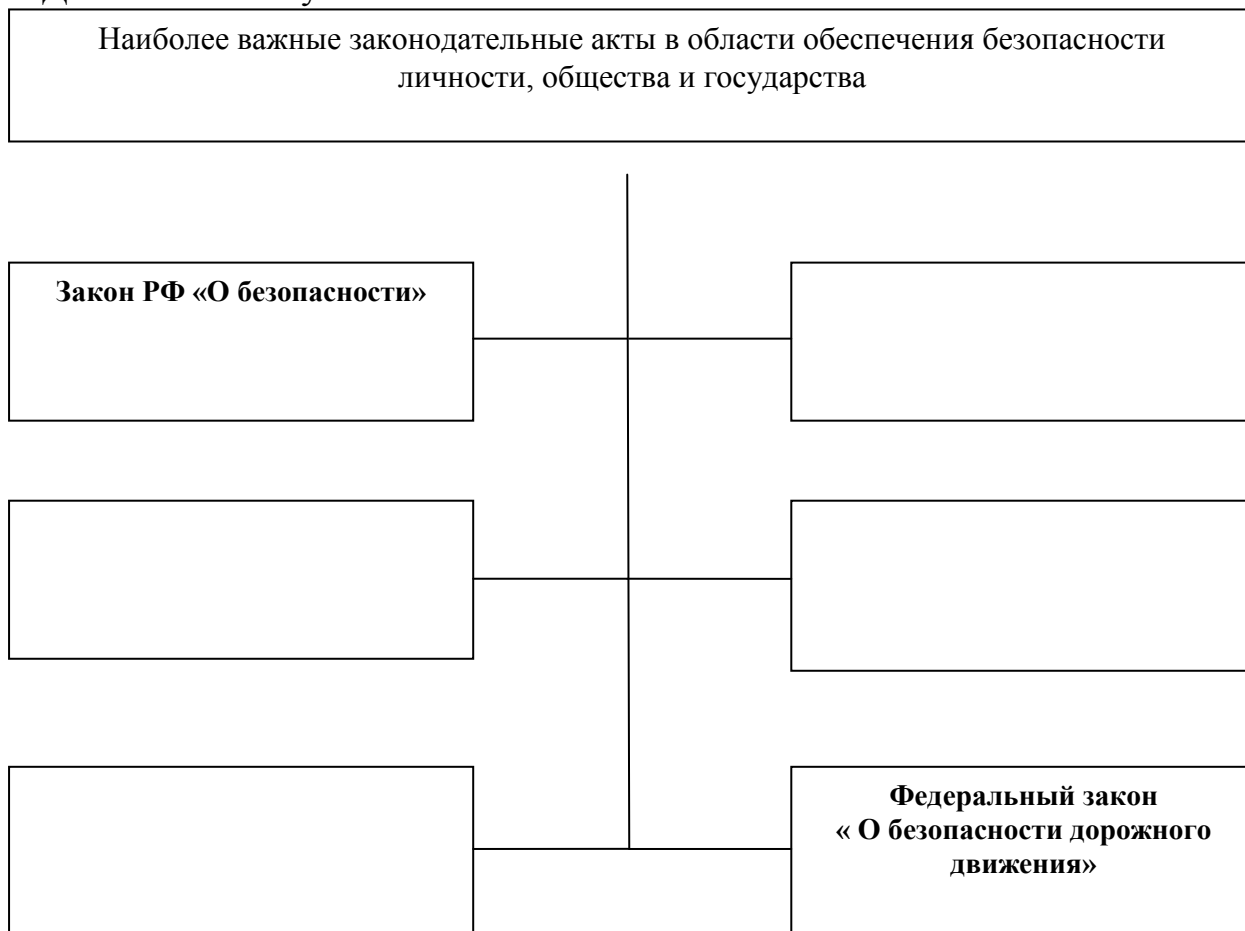 Наиболее важные законодательные акты в области обеспечения безопасности
личности, общества и государства
Закон РФ «О безопасности»
Федеральный закон
« О безопасности дорожного
движения»